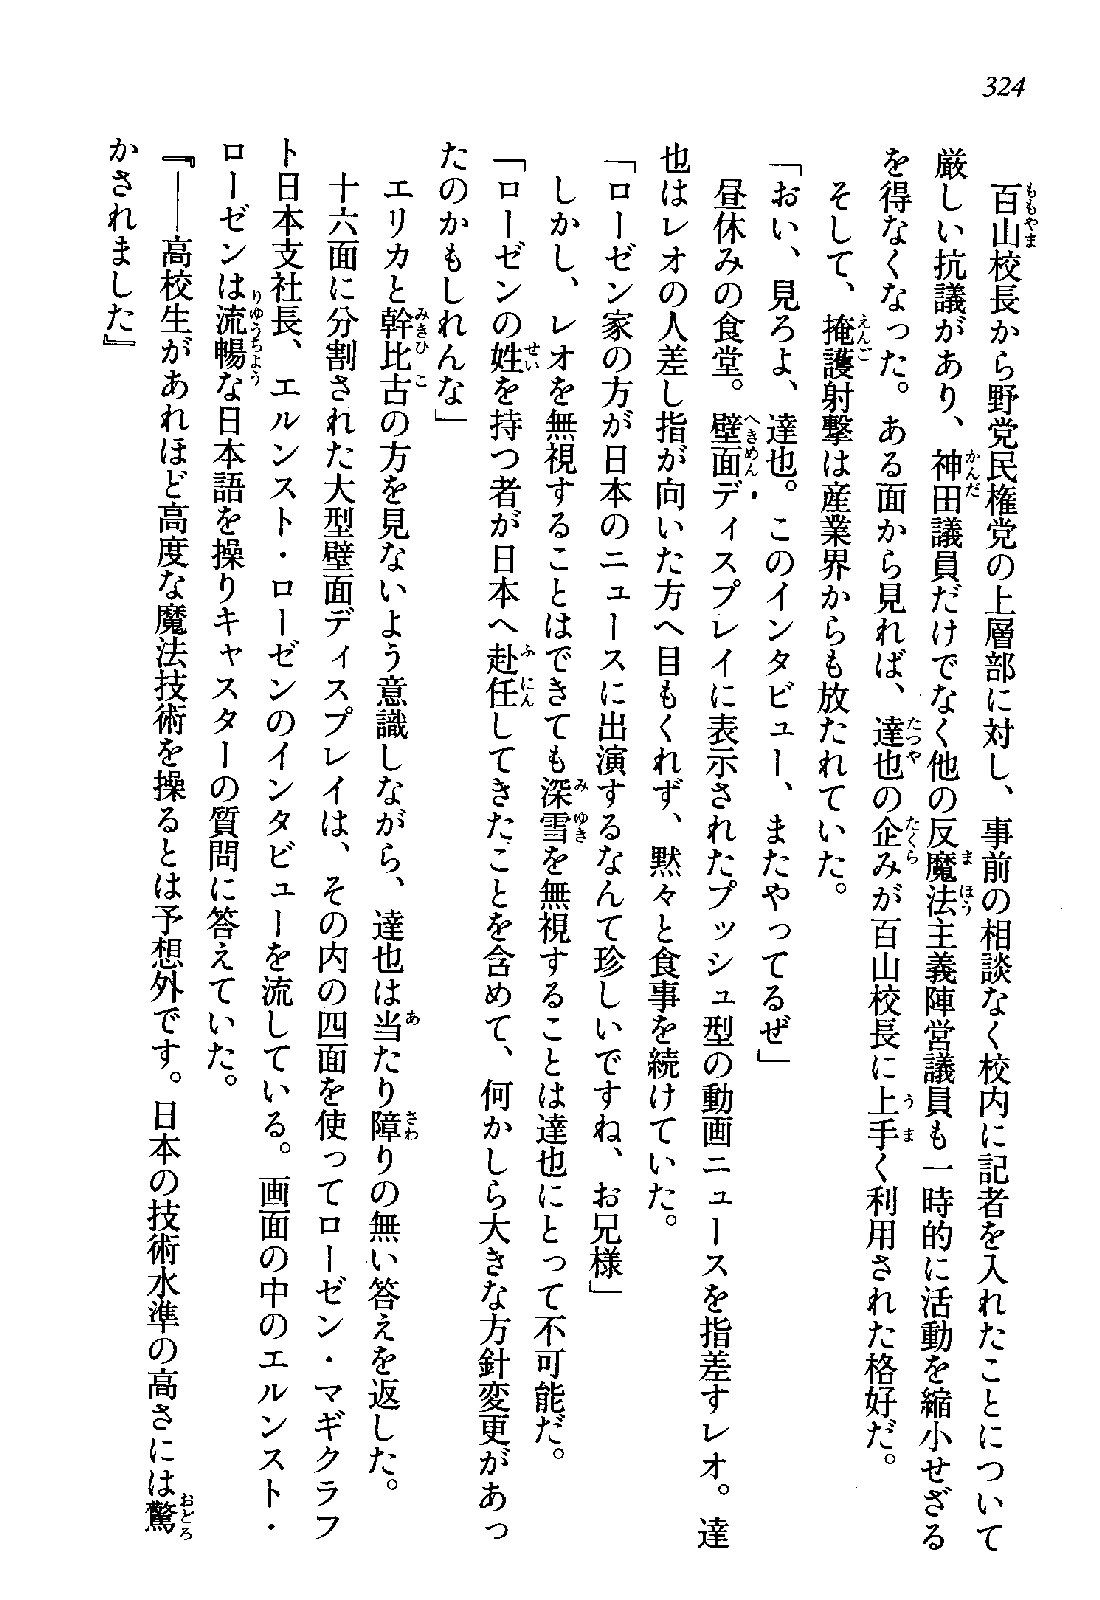 324
百山校長から野党民権党の上層部に対し、事前の相談なく校内に記者を入れたことについて
厳しい抗議があり、神田議員だけでなく他の反魔法主義陣営議員も一時的に活動を縮小せざる
を得なくなった。ある面から見れば、達也の企みが百山校長に上手く利用された格好だ。
そして、掩護射撃は産業界からも放たれていた。
「おい、見ろよ、達也。このインタビュー、またやってるぜ」
昼休みの食堂。壁面ディスプレイに表示されたプッシュ型の動画ニュースを指差すレオ。達
也はレオの人差し指が向いた方へ目もくれず、黙々と食事を続けていた。
「ローゼン家の方が日本のニュースに出演するなんて珍しいですね、お兄様」
しかし、レオを無視することはできても深雪を無視することは達也にとって不可能だ。
「ローゼンの姓を持つ者が日本へ赴任してきたことを含めて、何かしら大きな方針変更があっ
たのかもしれんな」
エリカと幹比古の方を見ないよう意識しながら、達也は当たり障りの無い答えを返した。
十六面に分割された大型壁面ディスプレイは、その内の四面を使ってローゼン・マギクラフ
ト日本支社長、エルンスト・ローゼンのインタビューを流している。画面の中のエルンスト・
ローゼンは流暢な日本語を操りキャスターの質問に答えていた。
『――高校生があれほど高度な魔法技術を操るとは予想外です。日本の技術水準の高さには驚
かされました』